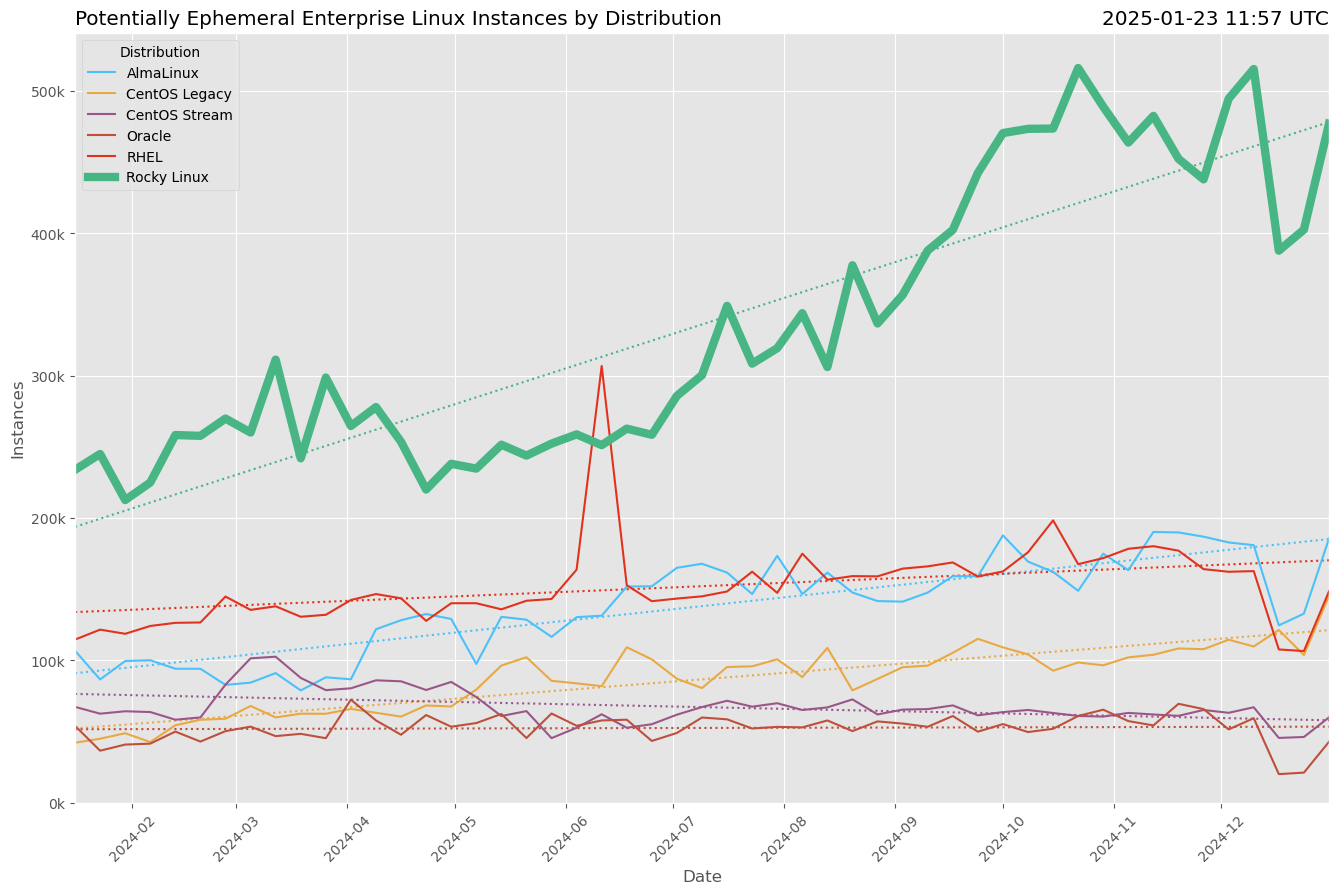 Potentially Ephemeral Enterprise Linux Instances by Distribution
2025-01-23 11:57 UTC
Distribution
AlmaLinux
CentOS Legacy
CentOS Stream
Oracle
RHEL
Rocky Linux
500k
400k
300k
200k
100k
0k
Instances
2024-02
2024-03
2024-04
2024-05
2024-06
2024-07
2024-08
2024-09
2024-10
2024-11
2024-12
Date